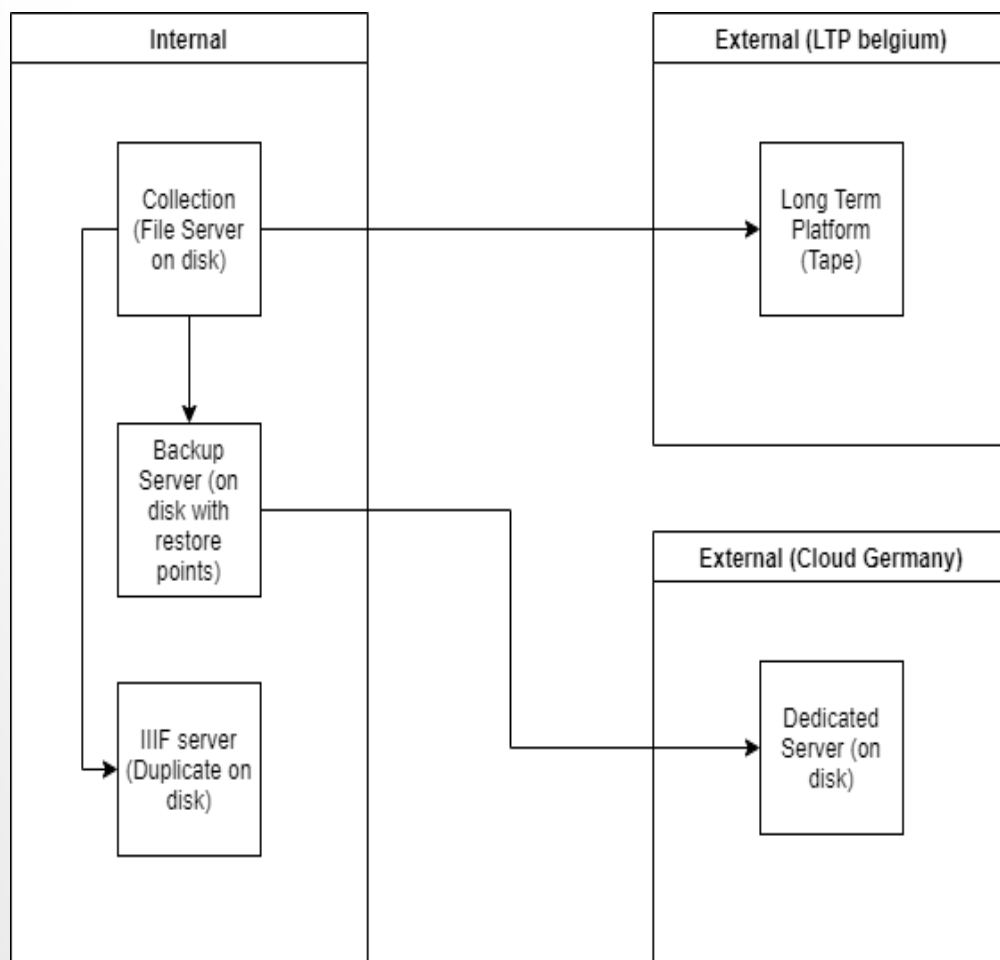 Internal
External (LTP belgium)
Collection
(File Server
on disk)
Long Term
Platform
(Tape)
Backup
Server (on
disk with
restore
points)
External (Cloud Germany)
IIIF server
(Duplicate on
disk)
Dedicated
Server (on
disk)